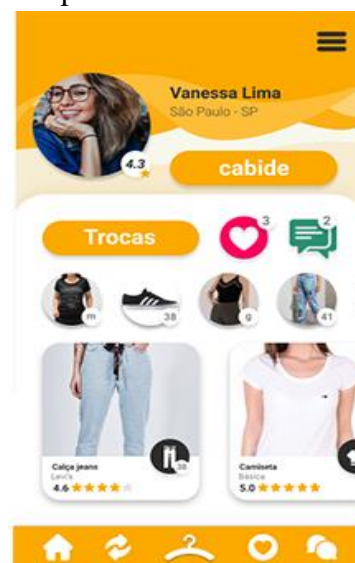 Vanessa Lima
São Paulo - SP
4.3
cabide
Trocas
3
2
m
38
g
41
Calça jeans
Levi's
4.6
38
Camiseta
Básica
5.0